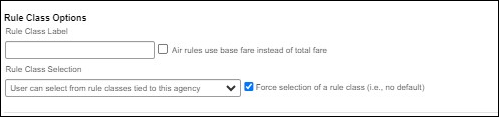 Rule Class Options
Rule Class Label
Air rules use base fare instead of total fare
Rule Class Selection
User can select from rule classes tied to this agency
Force selection of a rule class (i.e., no default)